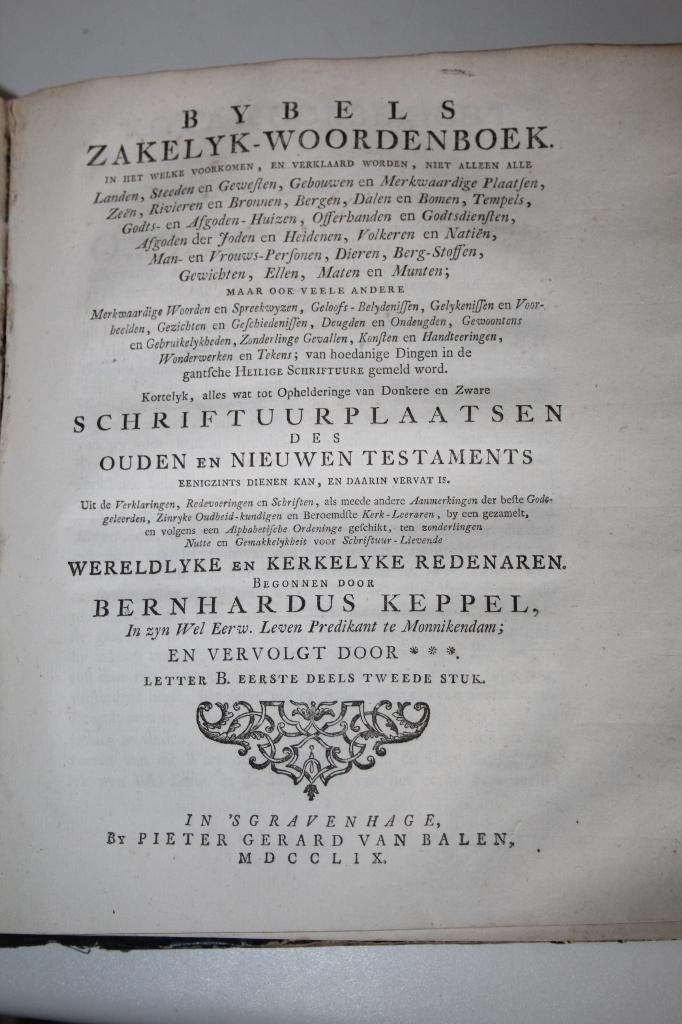 BYBELS
ZAKELYK-WOORDENBOEK.
IN HET WELKE VOORKOMEN, EN VERKLAARD WORDEN, NIET ALLEEN ALLE
Landen, Steeden en Geweſten, Gebouwen en Merkwaardige Plaatſen,
Zeën, Rivieren en Bronnen, Bergen, Dalen en Bomen, Tempels,
Godts- en Afgoden-Huizen, Offerhanden en Godtsdienſten,
Afgoden der Joden en Heidenen, Volkeren en Natiën,
Man- en Vrouws-Perſonen, Dieren, Berg-Stoffen,
Gewichten, Ellen, Maten en Munten;
MAAR OOK VEELE ANDERE
Merkwaardige Woorden en Spreekwyzen, Geloofs-Belydeniſſen, Gelykeniſſen en Voor-
beelden, Gezichten en Geſchiedeniſſen, Deugden en Ondeugden, Gewoontens
en Gebruikelykheden, Zonderlinge Gevallen, Konſten en Handteeringen,
Wonderwerken en Tekens; van hoedanige Dingen in de
gantſche HEILIGE SCHRIFTUURE gemeld word.
Kortelyk, alles wat tot Ophelderinge van Donkere en Zware
SCHRIFTUURPLAATSEN
DES
OUDEN EN NIEUWEN TESTAMENTS
EENIGZINTS DIENEN KAN, EN DAARIN VERVAT IS.
Uit de Verklaringen, Redevoeringen en Schriften, als meede andere Aanmerkingen der beſte Gods-
geleerden, Zinryke Oudheid-kundigen en Beroemdſte Kerk-Leeraren, by een gezamelt,
en volgens een Alphabetiſche Ordeninge geſchikt, ten zonderlingen
Nutte en Gemakkelykheit voor Schriftuur-Lievende
WERELDLYKE EN KERKELYKE REDENAREN.
BEGONNEN DOOR
BERNHARDUS KEPPEL,
In zyn Wel Eerw. Leven Predikant te Monnikendam;
EN VERVOLGT DOOR ***.
LETTER B. EERSTE DEELS TWEEDE STUK.
IN 'SGRAVENHAGE,
BY PIETER GERARD VAN BALEN,
MDCCLIX.